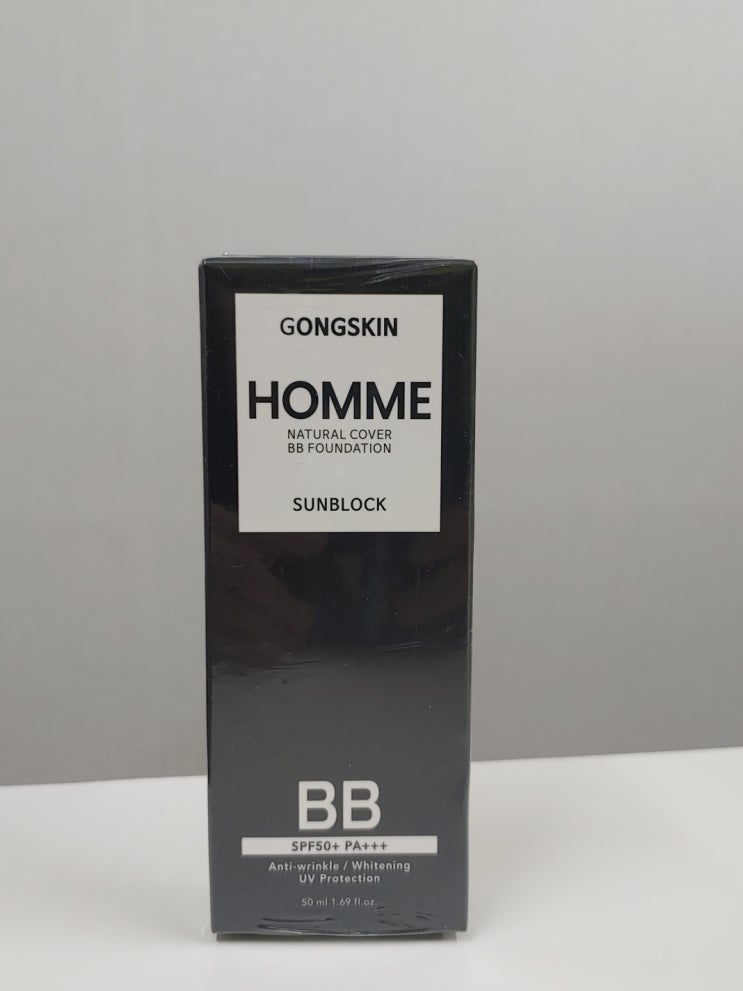 GONGSKIN
HOMME
NATURAL COVER
BB FOUNDATION
SUNBLOCK
BB
SPF50+ PA+++
Anti-wrinkle / Whitening
UV Protection
50 ml 1.69 fl.oz.